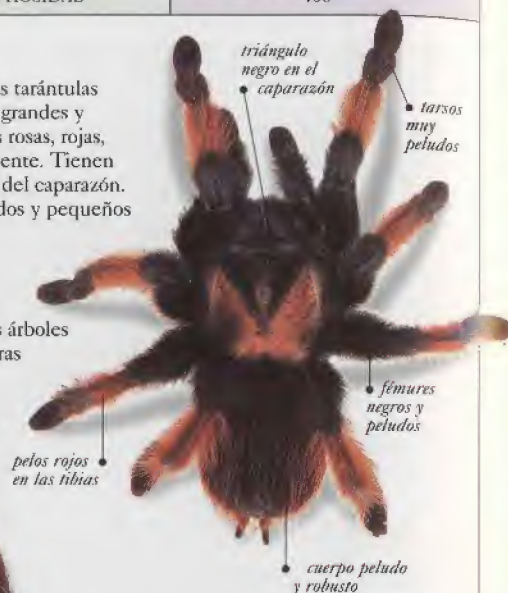 triángulo
negro en el
caparazón
s tarántulas
grandes y
s rosas, rojas,
ente. Tienen
del caparazón.
dos y pequeños
tarsos
muy
peludos
s árboles
ras
fémures
negros y
peludos
pelos rojos
en las tibias
cuerpo peludo
y robusto